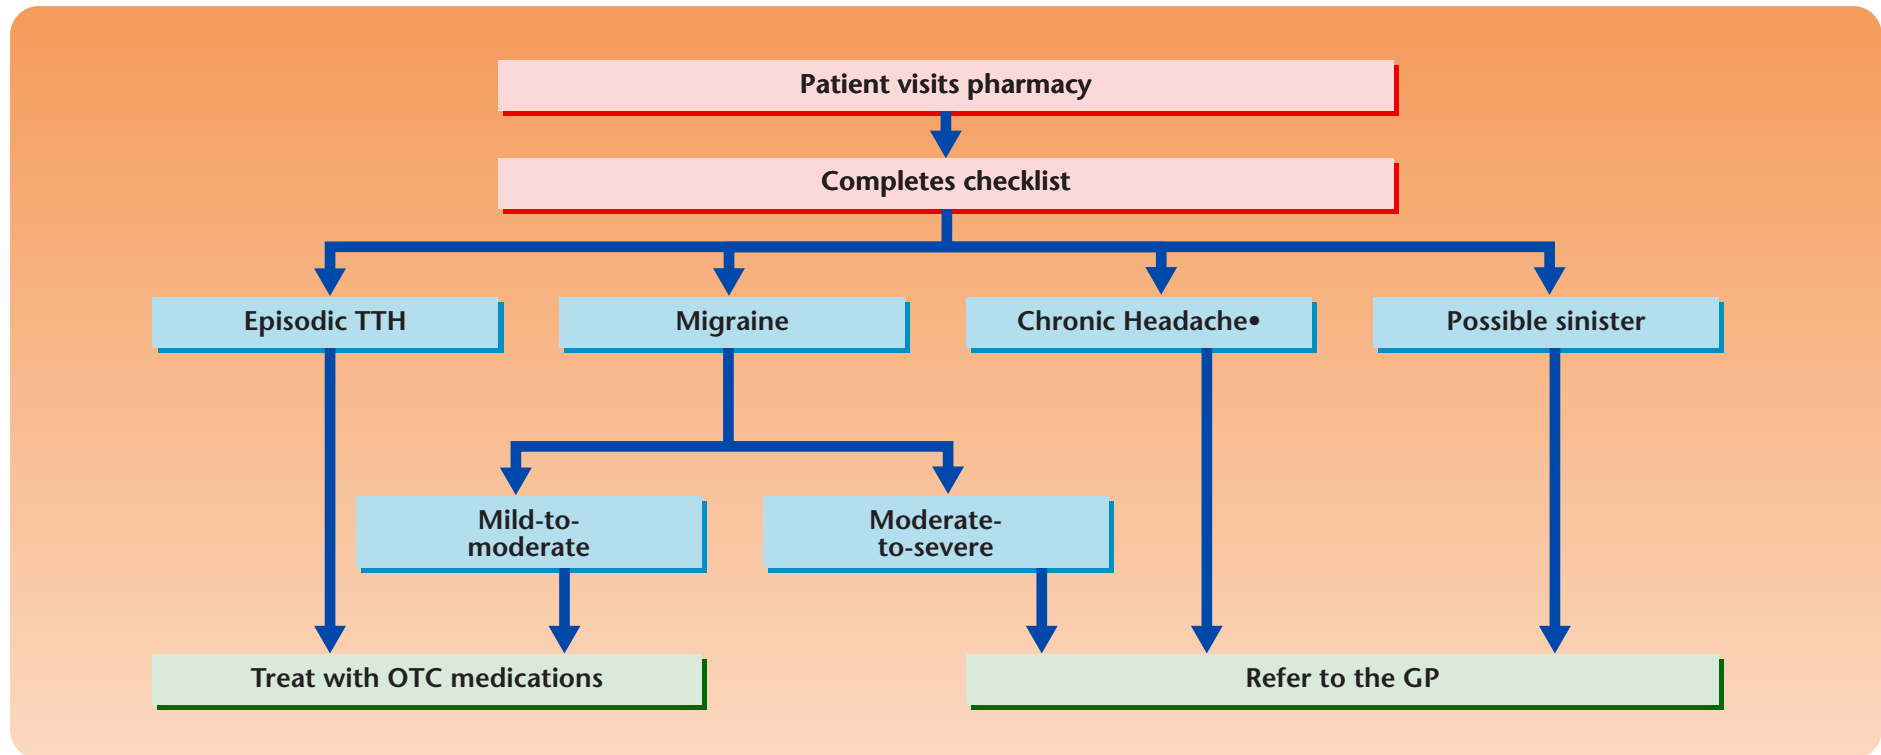 Patient visits pharmacy
Completes checklist
Episodic TTH
Migraine
Chronic Headache•
Possible sinister
Mild-to-
moderate
Moderate-
to-severe
Treat with OTC medications
Refer to the GP